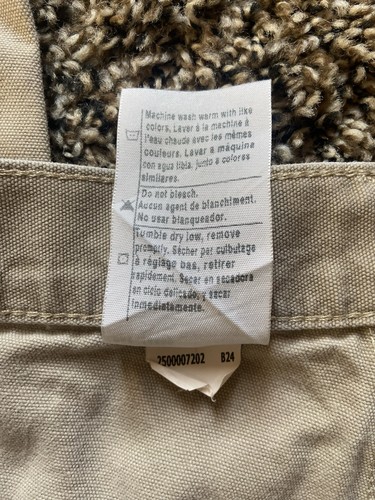 Machine wash warm with like
colors. Laver à la machine à
l'eau chaude avec les mêmes
couleurs. Lavar a máquina
con agua tibia, junto a colores
similares.
Do not bleach.
Aucun agent de blanchiment.
No usar blanqueador.
Tumble dry low, remove
promptly. Sécher par culbutage
à réglage bas, retirer
rapidement. Secar en secadora
en ciclo delicado, y sacar
inmediatamente.
2500007202 B24